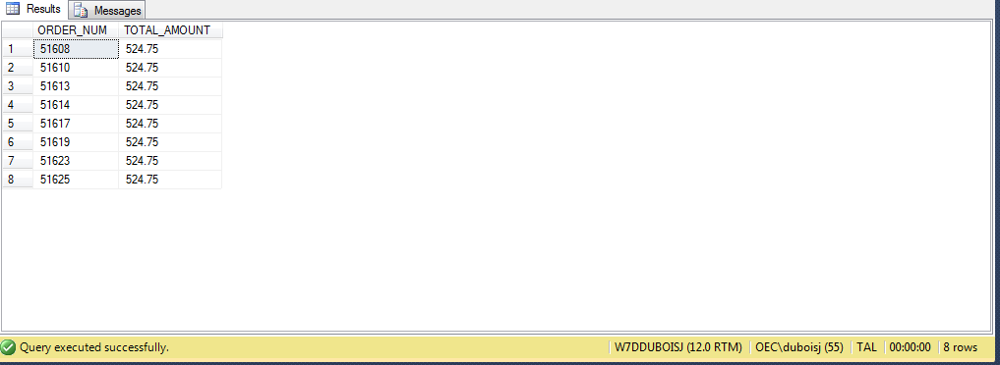 Results Messages
ORDER_NUM TOTAL_AMOUNT
1 51608 524.75
2 51610 524.75
3 51613 524.75
4 51614 524.75
5 51617 524.75
6 51619 524.75
7 51623 524.75
8 51625 524.75
Query executed successfully. W7DDUBOISJ (12.0 RTM) OEC\duboisj (55) TAL 00:00:00 8 rows